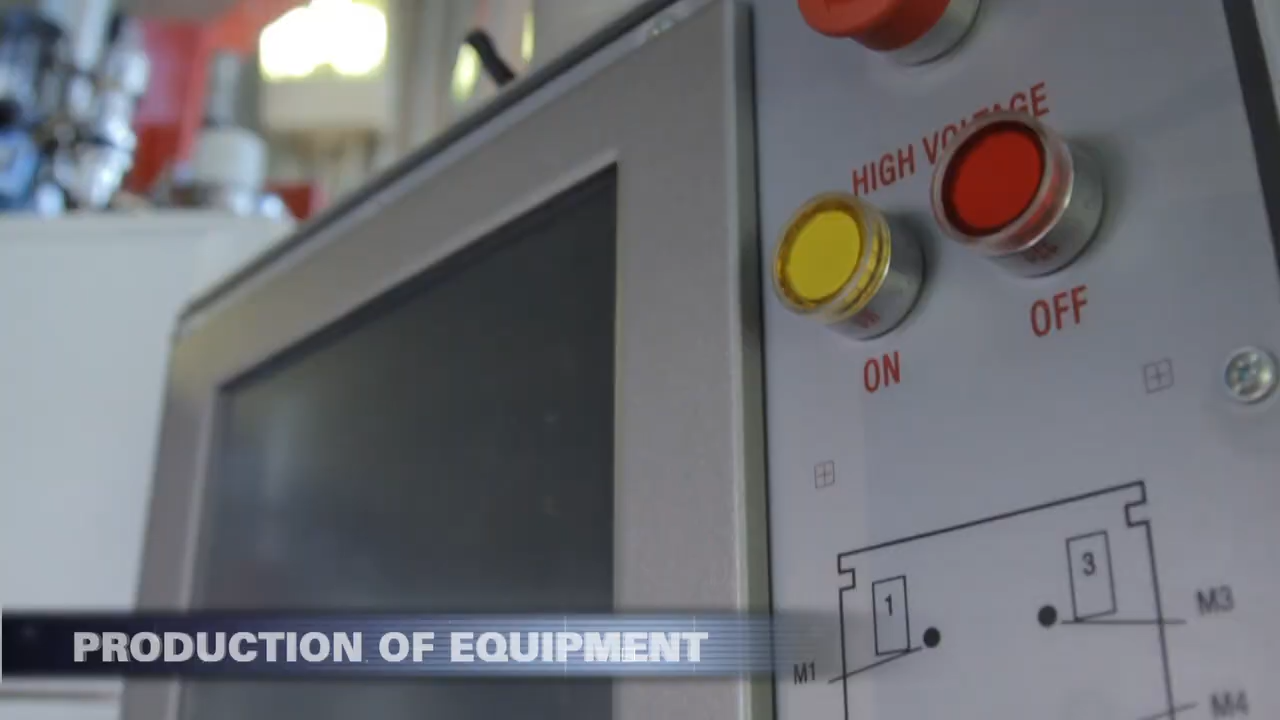 HIGH VOLTAGE
ON
OFF
1
3
M3
M1
M4
PRODUCTION OF EQUIPMENT